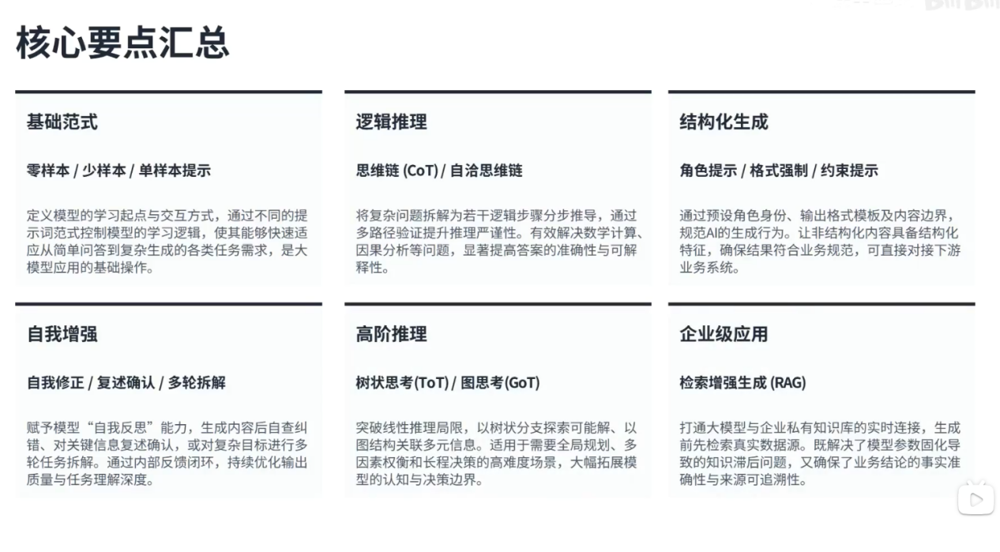 核心要点汇总
基础范式
零样本 / 少样本 / 单样本提示
定义模型的学习起点与交互方式，通过不同的提
示词范式控制模型的学习逻辑，使其能够快速适
应从简单问答到复杂生成的各类任务需求，是大
模型应用的基础操作。
逻辑推理
思维链 (CoT) / 自洽思维链
将复杂问题拆解为若干逻辑步骤分步推导，通过
多路径验证提升推理严谨性。有效解决数学计算、
因果分析等问题，显著提高答案的准确性与可解
释性。
结构化生成
角色提示 / 格式强制 / 约束提示
通过预设角色身份、输出格式模板及内容边界，
规范AI的生成行为。让非结构化内容具备结构化
特征，确保结果符合业务规范，可直接对接下游
业务系统。
自我增强
自我修正 / 复述确认 / 多轮拆解
赋予模型“自我反思”能力，生成内容后自查纠
错、对关键信息复述确认，或对复杂目标进行多
轮任务拆解。通过内部反馈闭环，持续优化输出
质量与任务理解深度。
高阶推理
树状思考(ToT) / 图思考(GoT)
突破线性推理局限，以树状分支探索可能解、以
图结构关联多元信息。适用于需要全局规划、多
因素权衡和长程决策的高难度场景，大幅拓展模
型的认知与决策边界。
企业级应用
检索增强生成 (RAG)
打通大模型与企业私有知识库的实时连接，生成
前先检索真实数据源。既解决了模型参数固化导
致的知识滞后问题，又确保了业务结论的事实准
确性与来源可追溯性。